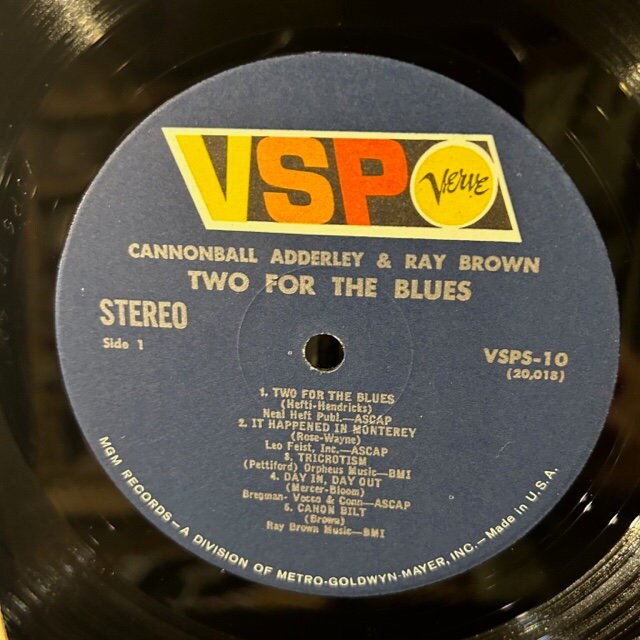 VSP Verve
CANNONBALL ADDERLEY & RAY BROWN
TWO FOR THE BLUES
STEREO
Side 1
VSPS-10
(20,018)
1. TWO FOR THE BLUES
(Hefti-Hendricks)
Neal Heft Publ.—ASCAP
2. IT HAPPENED IN MONTEREY
(Rose-Wayne)
Leo Feist, Inc.—ASCAP
3. TRICROTISM
(Pettiford) Orpheus Music—BMI
4. DAY IN, DAY OUT
(Mercer-Bloom)
Bregman, Vocco & Conn—ASCAP
5. CANON BILT
(Brown)
Ray Brown Music—BMI
MGM RECORDS—A DIVISION OF METRO-GOLDWYN-MAYER, INC.—Made in U.S.A.